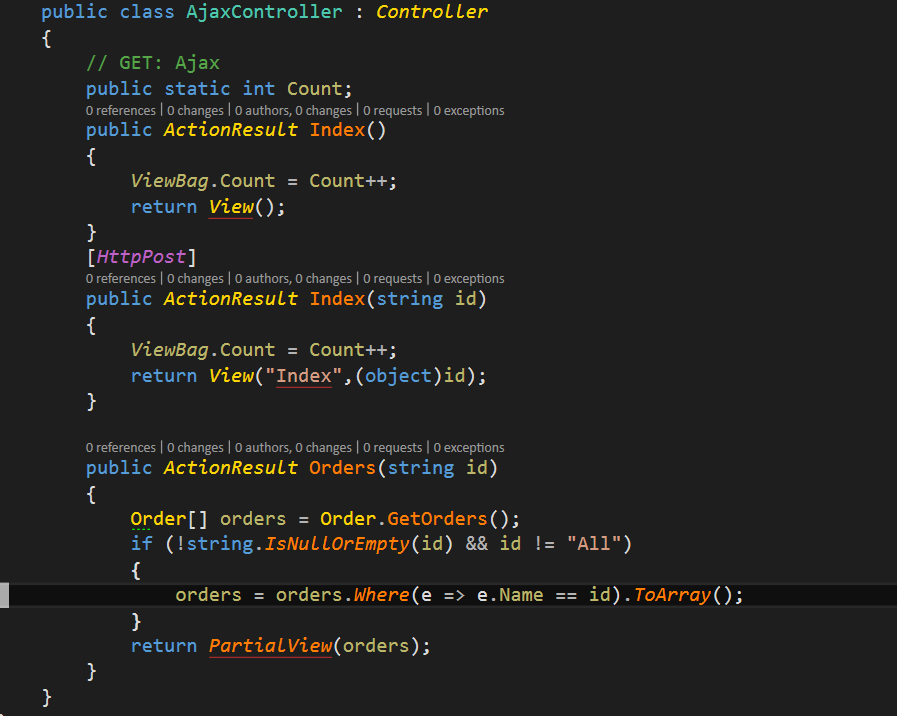 public class AjaxController : Controller
{
// GET: Ajax
public static int Count;
0 references | 0 changes | 0 authors, 0 changes | 0 requests | 0 exceptions
public ActionResult Index()
{
ViewBag.Count = Count++;
return View();
}
[HttpPost]
0 references | 0 changes | 0 authors, 0 changes | 0 requests | 0 exceptions
public ActionResult Index(string id)
{
ViewBag.Count = Count++;
return View("Index",(object)id);
}
0 references | 0 changes | 0 authors, 0 changes | 0 requests | 0 exceptions
public ActionResult Orders(string id)
{
Order[] orders = Order.GetOrders();
if (!string.IsNullOrEmpty(id) && id != "All")
{
orders = orders.Where(e => e.Name == id).ToArray();
}
return PartialView(orders);
}
}